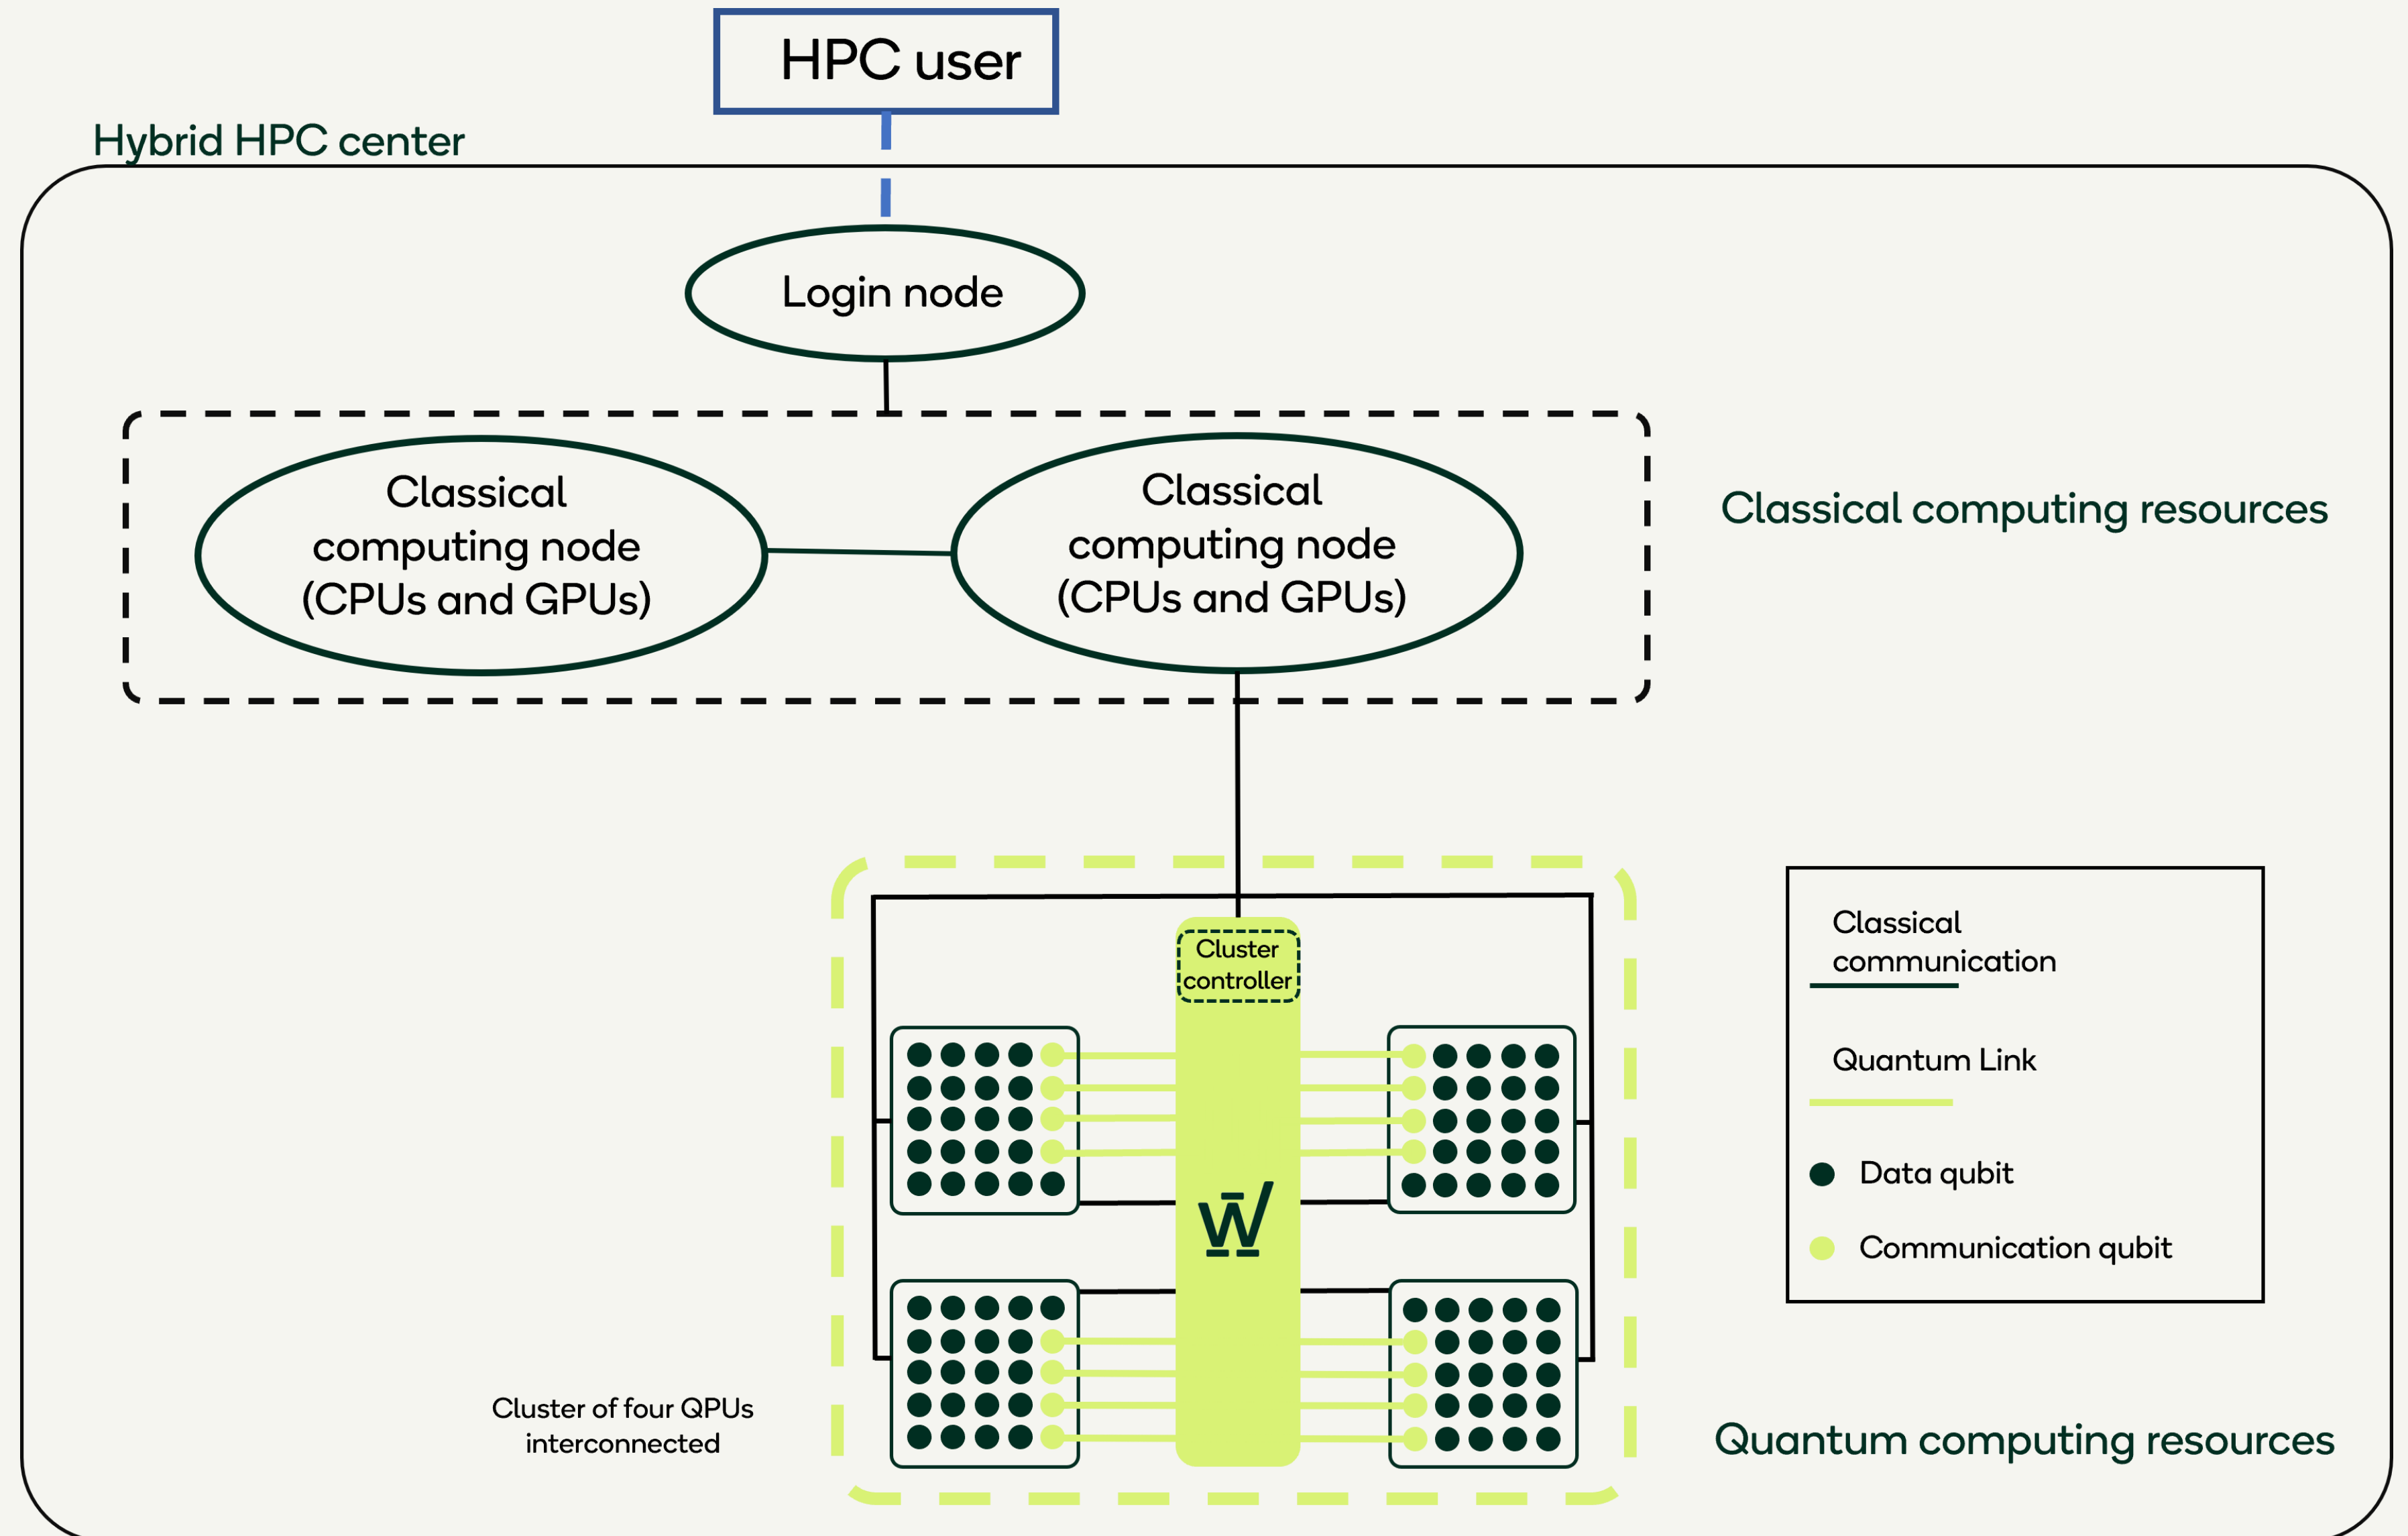 HPC user
Hybrid HPC center
Login node
Classical
computing node
(CPUs and GPUs)
Classical
computing node
(CPUs and GPUs)
Classical computing resources
Cluster
controller
Classical
communication
Quantum Link
Data qubit
Communication qubit
Cluster of four QPUs
interconnected
Quantum computing resources